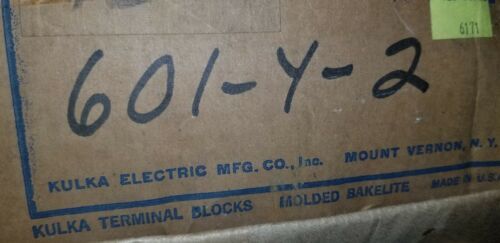 6171
601-Y-2
KULKA ELECTRIC MFG. CO., Inc. MOUNT VERNON, N. Y.
KULKA TERMINAL BLOCKS MOLDED BAKELITE MADE IN U.S.